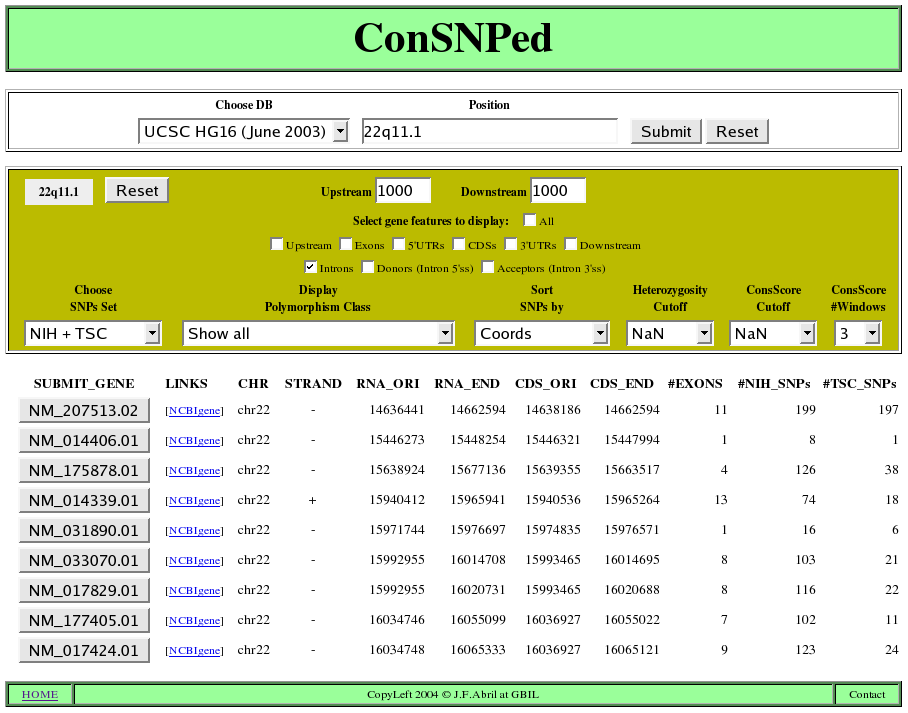 ConSNPed
Choose DB Position
UCSC HG16 (June 2003) 22q11.1 Submit Reset
22q11.1 Reset Upstream 1000 Downstream 1000
Select gene features to display: All
Upstream Exons 5'UTRs CDSs 3'UTRs Downstream
Introns Donors (Intron 5'ss) Acceptors (Intron 3'ss)
Choose Display Sort Heterozygosity ConsScore ConsScore
SNPs Set Polymorphism Class SNPs by Cutoff Cutoff #Windows
NIH + TSC Show all Coords NaN NaN 3
SUBMIT_GENE LINKS CHR STRAND RNA_ORI RNA_END CDS_ORI CDS_END #EXONS #NIH_SNPs #TSC_SNPs
NM_207513.02 [NCBIgene] chr22 - 14636441 14662594 14638186 14662594 11 199 197
NM_014406.01 [NCBIgene] chr22 - 15446273 15448254 15446321 15447994 1 8 1
NM_175878.01 [NCBIgene] chr22 - 15638924 15677136 15639355 15663517 4 126 38
NM_014339.01 [NCBIgene] chr22 + 15940412 15965941 15940536 15965264 13 74 18
NM_031890.01 [NCBIgene] chr22 - 15971744 15976697 15974835 15976571 1 16 6
NM_033070.01 [NCBIgene] chr22 - 15992955 16014708 15993465 16014695 8 103 21
NM_017829.01 [NCBIgene] chr22 - 15992955 16020731 15993465 16020688 8 116 22
NM_177405.01 [NCBIgene] chr22 - 16034746 16055099 16036927 16055022 7 102 11
NM_017424.01 [NCBIgene] chr22 - 16034748 16065333 16036927 16065121 9 123 24
HOME CopyLeft 2004 © J.F.Abril at GBIL Contact